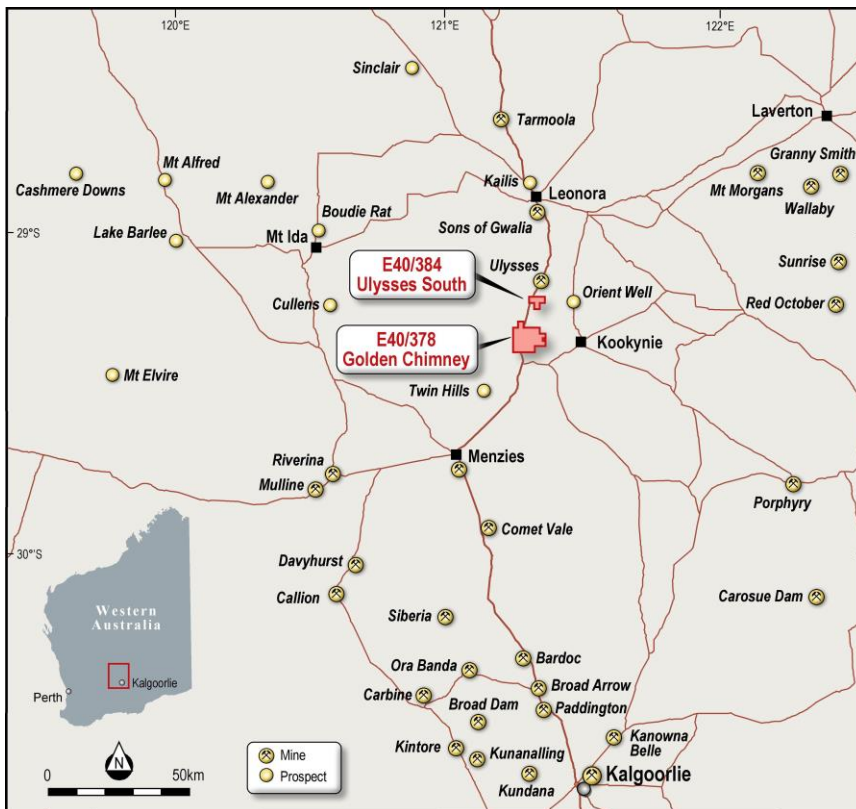 120°E
121°E
122°E
Sinclair
Tarmoola
Laverton
Granny Smith
Mt Morgans
Wallaby
Cashmere Downs
Mt Alfred
Mt Alexander
Kailis
Leonora
Boudie Rat
Sons of Gwalia
29°S
Lake Barlee
Mt Ida
Ulysses
Sunrise
E40/384
Ulysses South
Cullens
Orient Well
Red October
E40/378
Golden Chimney
Kookynie
Mt Elvire
Twin Hills
Menzies
Riverina
Mulline
Porphyry
Comet Vale
30°S
Davyhurst
Callion
Siberia
Carosue Dam
Western
Australia
Kalgoorlie
Perth
Bardoc
Ora Banda
Carbine
Broad Arrow
Broad Dam
Paddington
Kanowna
Belle
Kintore
Kunanalling
Kundana
Kalgoorlie
N
0
50km
Mine
Prospect